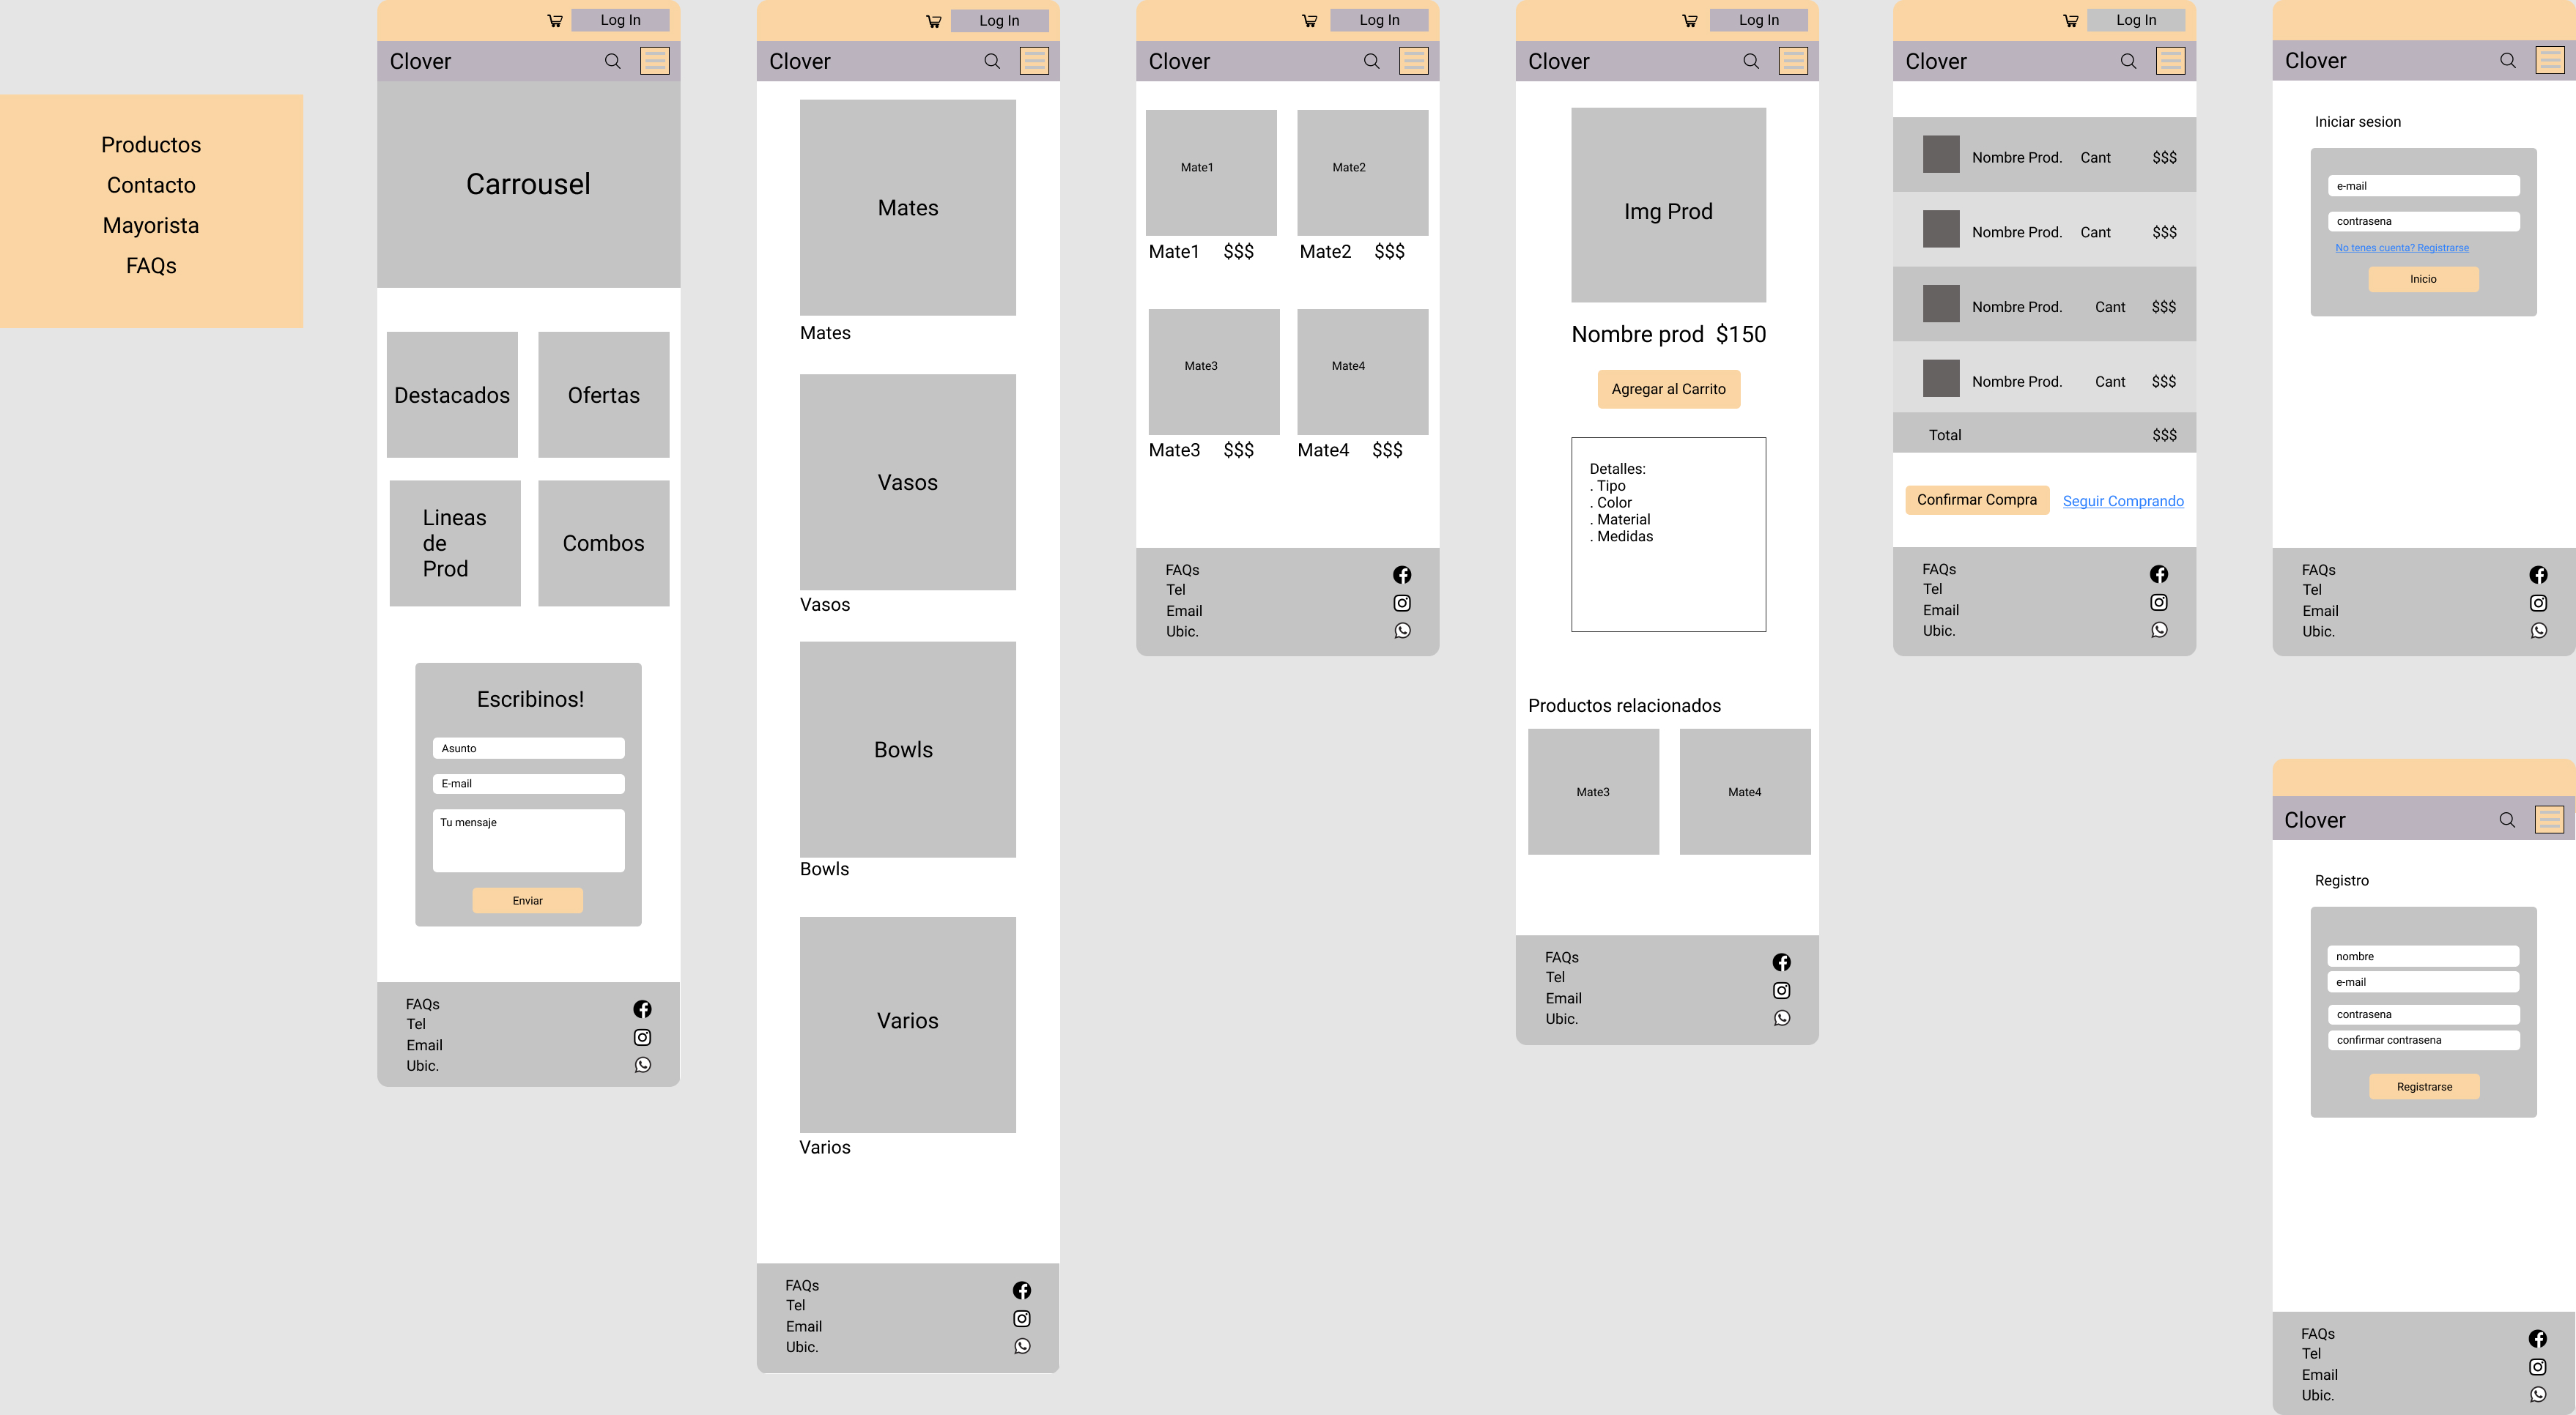 Productos
Contacto
Mayorista
FAQs
Log In
Clover
Carrousel
Destacados
Ofertas
Lineas
de
Prod
Combos
Escribinos!
Asunto
E-mail
Tu mensaje
Enviar
FAQs
Tel
Email
Ubic.
Log In
Clover
Mates
Mates
Vasos
Vasos
Bowls
Bowls
Varios
Varios
FAQs
Tel
Email
Ubic.
Log In
Clover
Mate1
Mate2
Mate1 $$$
Mate2 $$$
Mate3
Mate4
Mate3 $$$
Mate4 $$$
FAQs
Tel
Email
Ubic.
Log In
Clover
Img Prod
Nombre prod $150
Agregar al Carrito
Detalles:
. Tipo
. Color
. Material
. Medidas
Productos relacionados
Mate3
Mate4
FAQs
Tel
Email
Ubic.
Log In
Clover
Nombre Prod. Cant $$$
Nombre Prod. Cant $$$
Nombre Prod. Cant $$$
Nombre Prod. Cant $$$
Total $$$
Confirmar Compra
Seguir Comprando
FAQs
Tel
Email
Ubic.
Clover
Iniciar sesion
e-mail
contrasena
No tenes cuenta? Registrarse
Inicio
FAQs
Tel
Email
Ubic.
Clover
Registro
nombre
e-mail
contrasena
confirmar contrasena
Registrarse
FAQs
Tel
Email
Ubic.